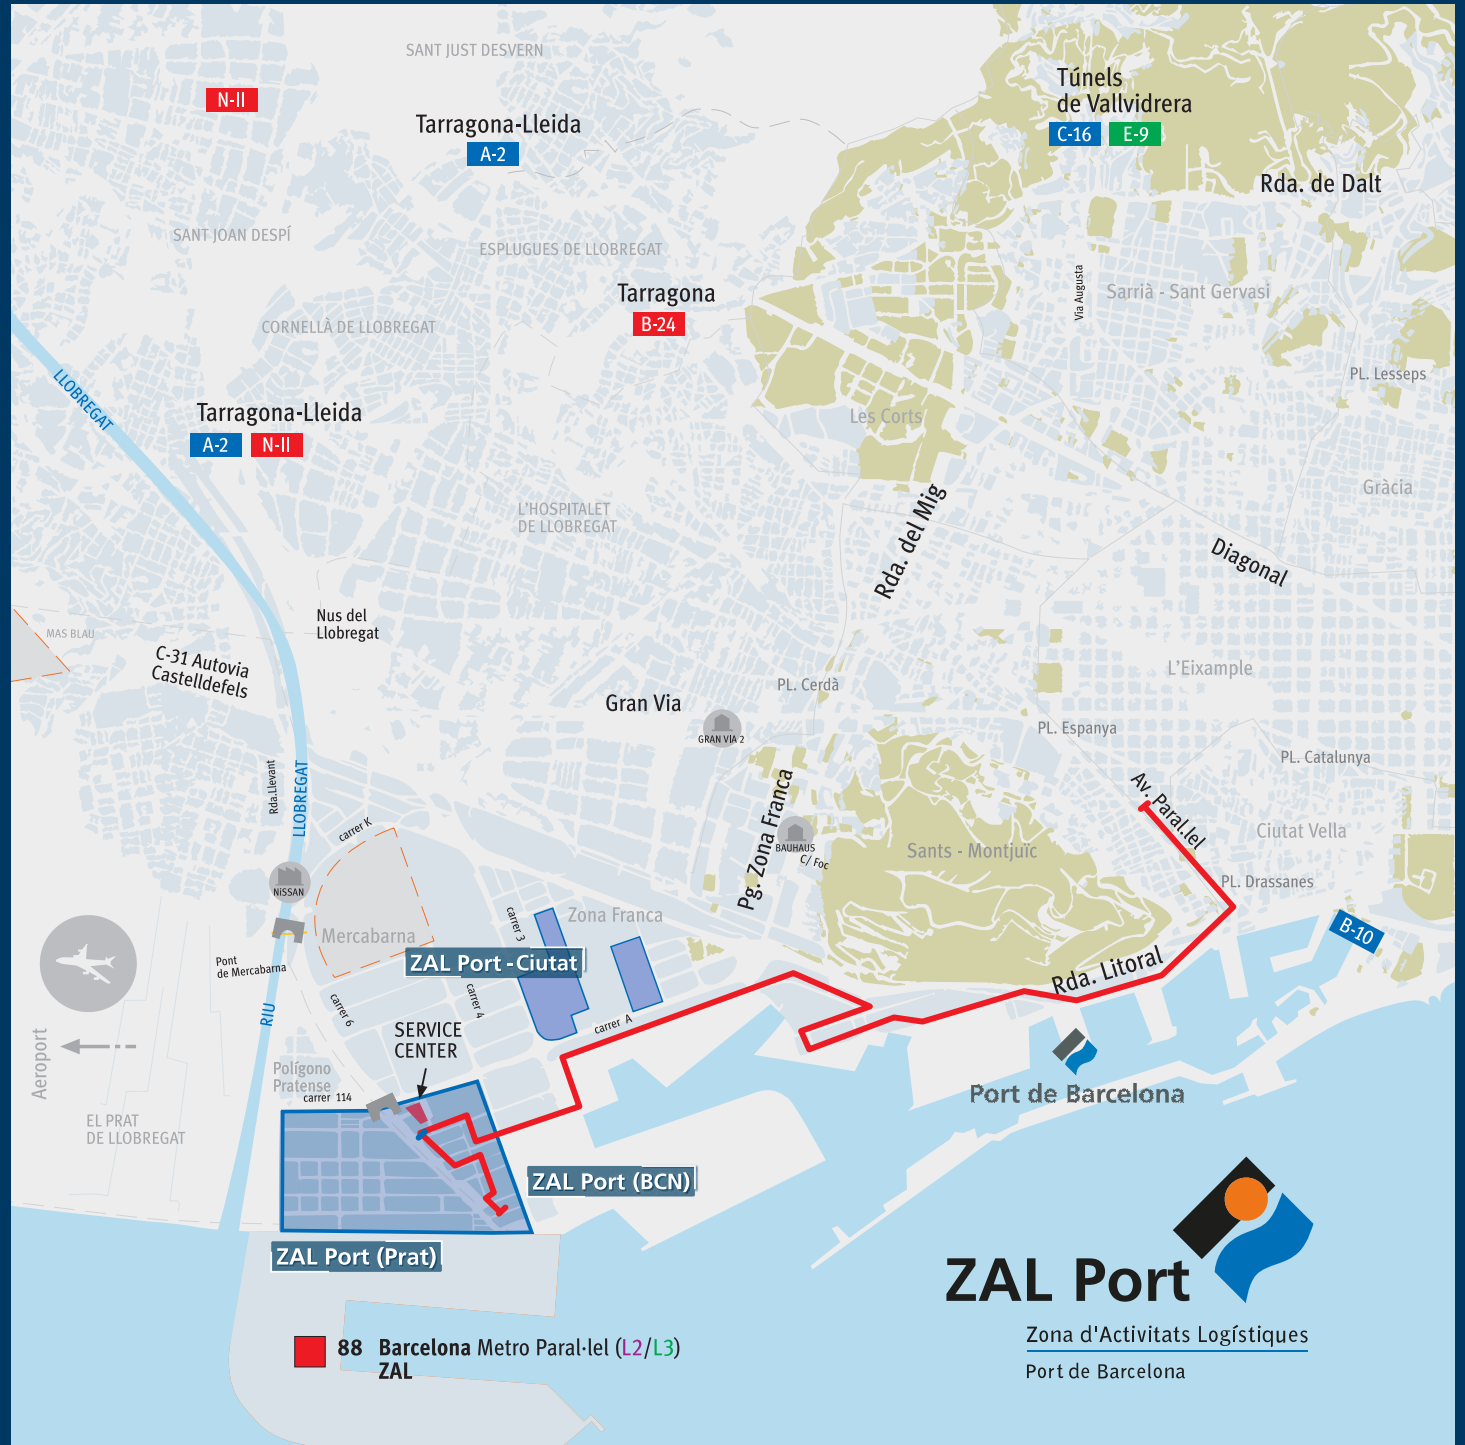 SANT JUST DESVERN
N-II
Tarragona-Lleida
A-2
Túnels
de Vallvidrera
C-16 E-9
Rda. de Dalt
SANT JOAN DESPÍ
ESPLUGUES DE LLOBREGAT
Via Augusta
Sarrià - Sant Gervasi
Tarragona
B-24
CORNELLÀ DE LLOBREGAT
LLOBREGAT
PL. Lesseps
Tarragona-Lleida
A-2 N-II
Les Corts
Gràcia
L'HOSPITALET
DE LLOBREGAT
Rda. del Mig
Diagonal
Nus del
Llobregat
MAS BLAU
C-31 Autovia
Castelldefels
L'Eixample
PL. Cerdà
Gran Via
GRAN VIA 2
PL. Espanya
PL. Catalunya
Rda.Llevant
LLOBREGAT
carrer K
Pg. Zona Franca
BAUHAUS
C/ Foc
Av. Paral.lel
Ciutat Vella
Sants - Montjuïc
NISSAN
PL. Drassanes
carrer 3
Zona Franca
B-10
Mercabarna
ZAL Port - Ciutat
Pont
de Mercabarna
Rda. Litoral
RIU
carrer 6
carrer 4
carrer A
SERVICE
CENTER
Aeroport
Polígono
Pratense
carrer 114
Port de Barcelona
EL PRAT
DE LLOBREGAT
ZAL Port (BCN)
ZAL Port (Prat)
ZAL Port
Zona d'Activitats Logístiques
Port de Barcelona
88 Barcelona Metro Paral·lel (L2/L3)
ZAL